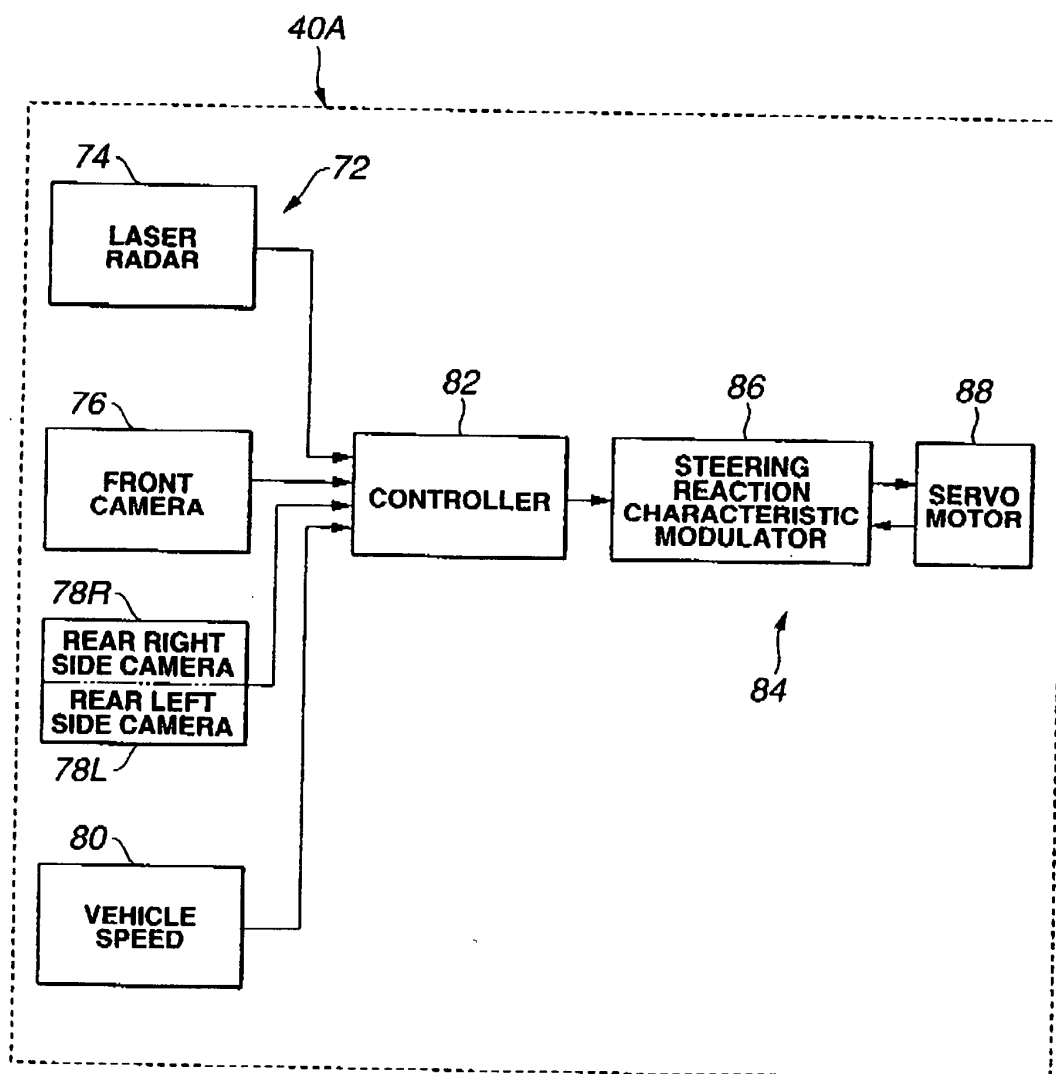 40A
74
72
LASER
RADAR
76
FRONT
CAMERA
82
CONTROLLER
86
STEERING
REACTION
CHARACTERISTIC
MODULATOR
88
SERVO
MOTOR
84
78R
REAR RIGHT
SIDE CAMERA
REAR LEFT
SIDE CAMERA
78L
80
VEHICLE
SPEED